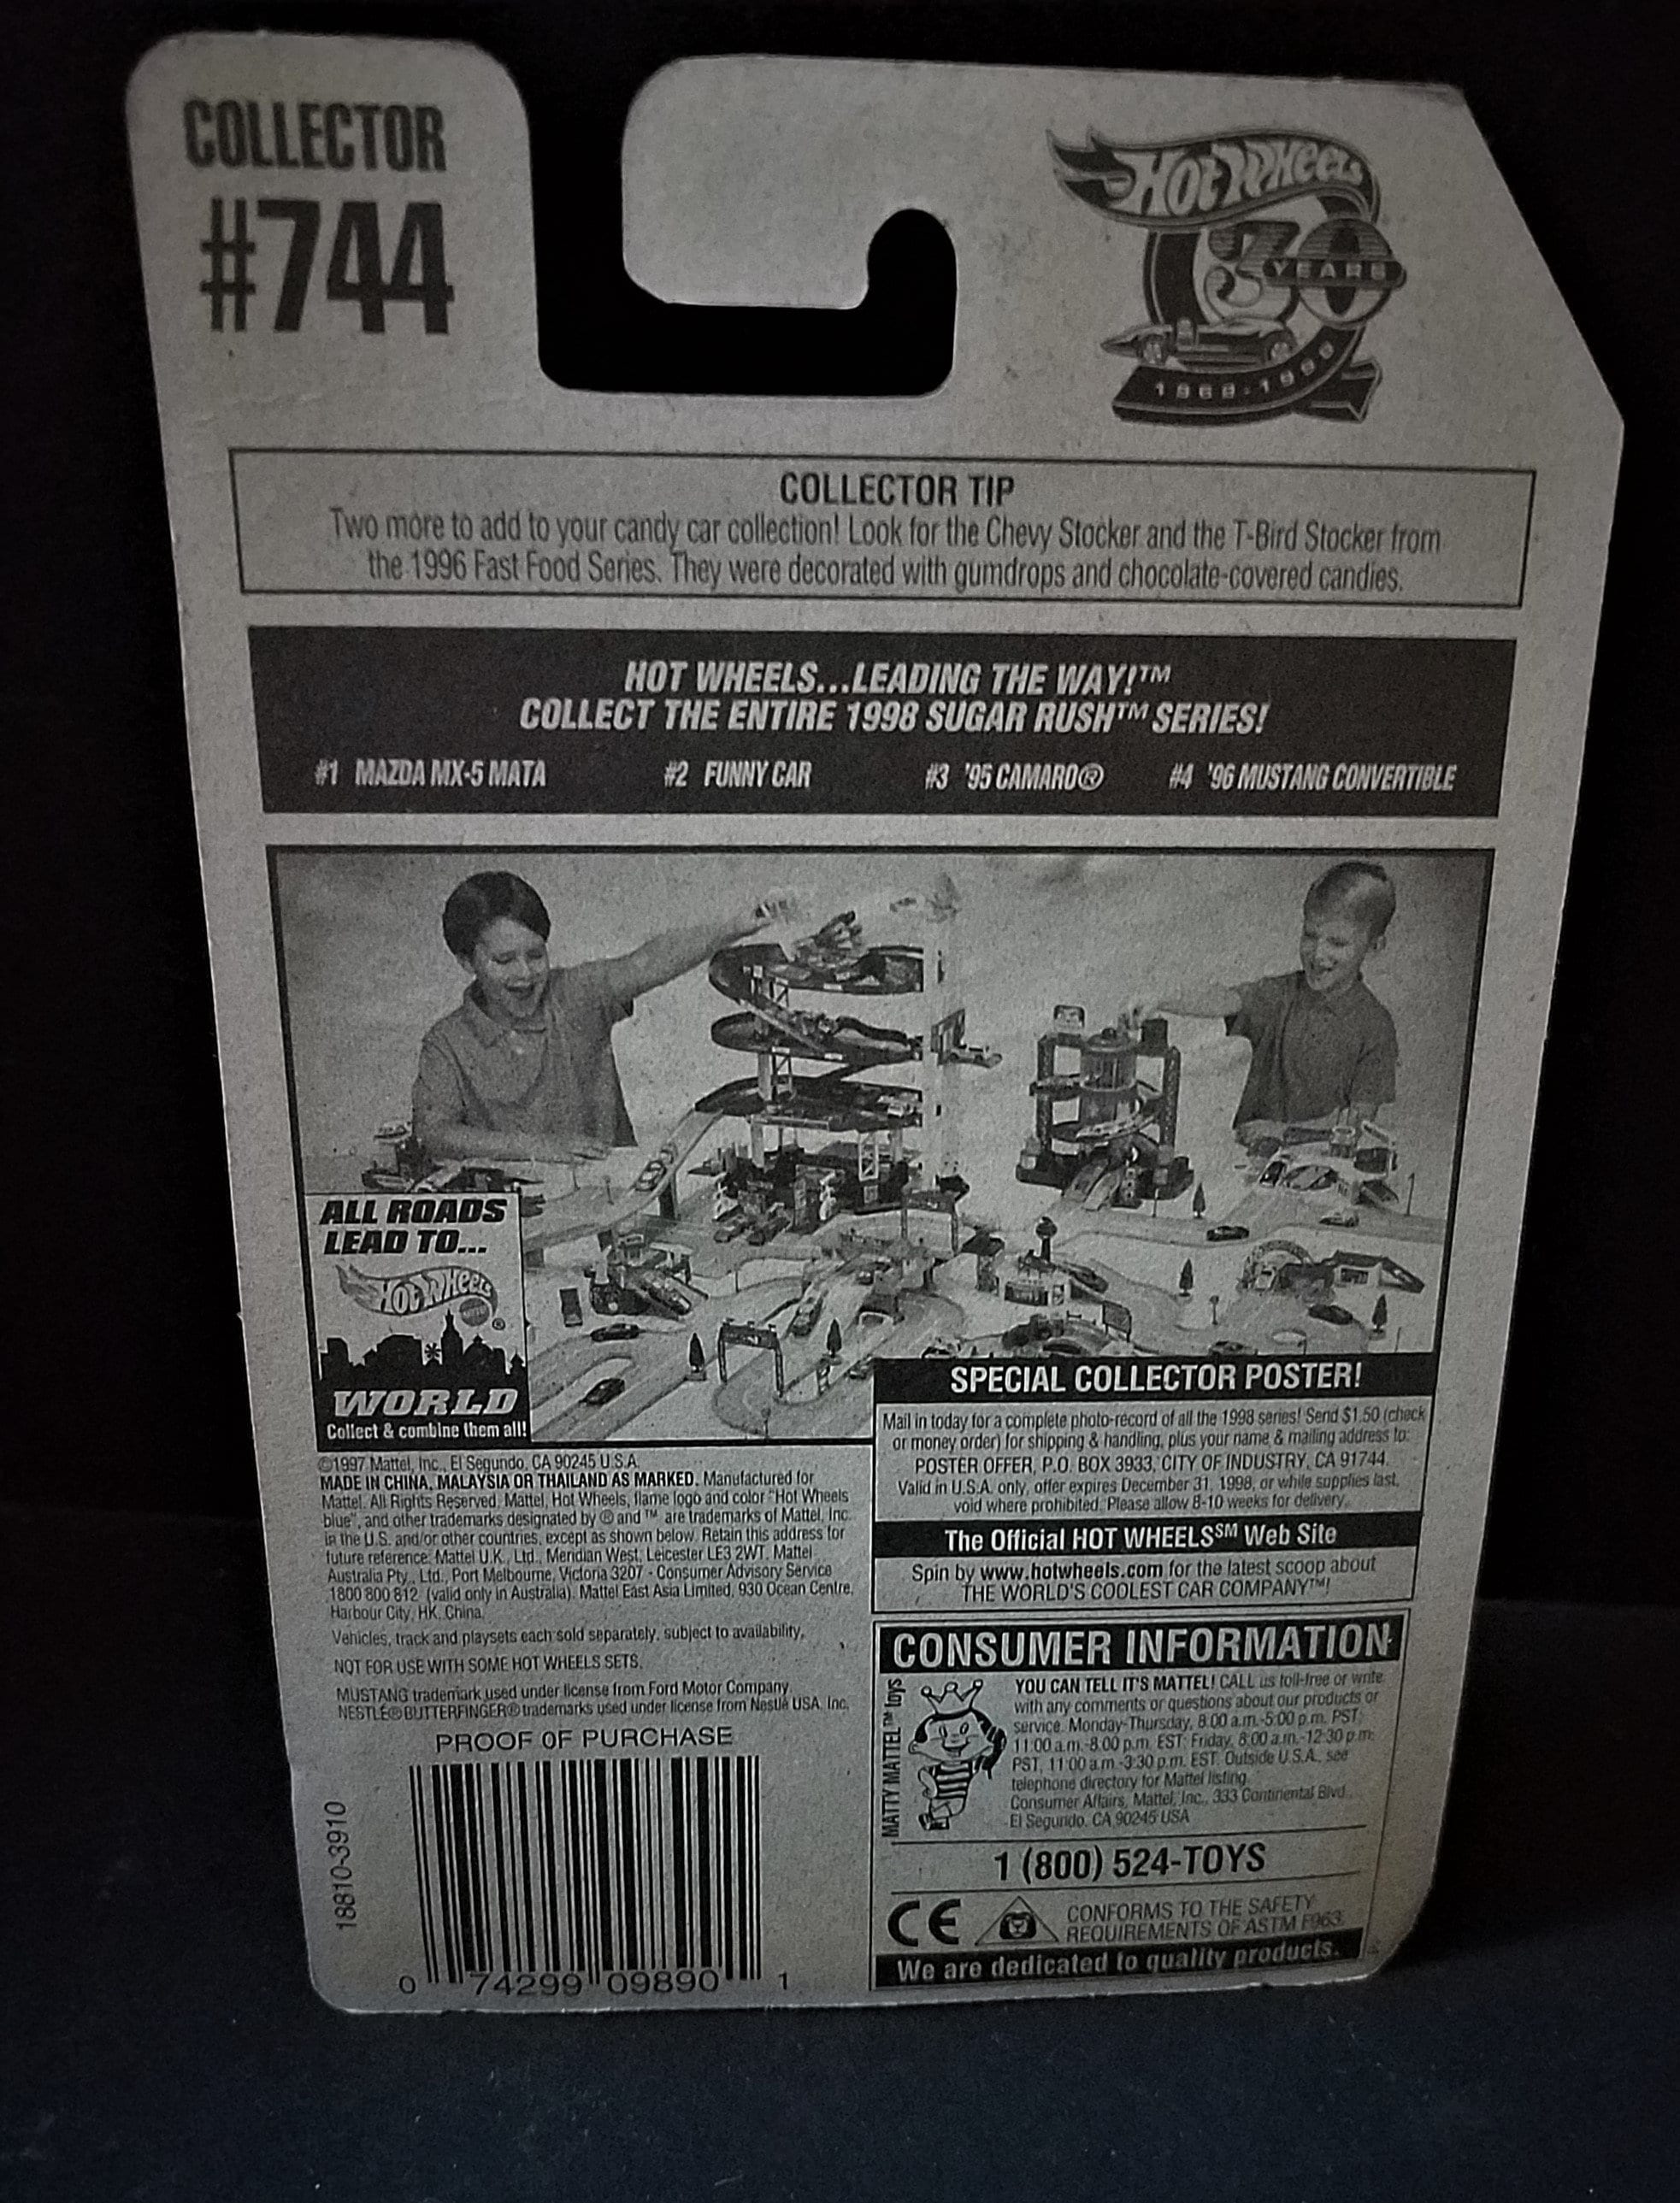 COLLECTOR
#744
HOT WHEELS
30
YEARS
1968-1998
COLLECTOR TIP
Two more to add to your candy car collection! Look for the Chevy Stocker and the T-Bird Stocker from
the 1996 Fast Food Series. They were decorated with gumdrops and chocolate-covered candies.
HOT WHEELS...LEADING THE WAY!™
COLLECT THE ENTIRE 1998 SUGAR RUSH™ SERIES!
#1 MAZDA MX-5 MATA #2 FUNNY CAR #3 '95 CAMARO® #4 '96 MUSTANG CONVERTIBLE
ALL ROADS
LEAD TO...
HOT WHEELS
®
WORLD
Collect & combine them all!
SPECIAL COLLECTOR POSTER!
Mail in today for a complete photo-record of all the 1998 series! Send $1.50 (check
or money order) for shipping & handling, plus your name & mailing address to:
POSTER OFFER, P.O. BOX 3933, CITY OF INDUSTRY, CA 91744.
Valid in U.S.A. only, offer expires December 31, 1998, or while supplies last,
void where prohibited. Please allow 8-10 weeks for delivery.
The Official HOT WHEELS℠ Web Site
Spin by www.hotwheels.com for the latest scoop about
THE WORLD'S COOLEST CAR COMPANY™!
©1997 Mattel, Inc., El Segundo, CA 90245 U.S.A.
MADE IN CHINA, MALAYSIA OR THAILAND AS MARKED. Manufactured for
Mattel. All Rights Reserved. Mattel, Hot Wheels, flame logo and color "Hot Wheels
blue", and other trademarks designated by ® and ™ are trademarks of Mattel, Inc.
in the U.S. and/or other countries, except as shown below. Retain this address for
future reference: Mattel U.K., Ltd., Meridian West, Leicester LE3 2WT. Mattel
Australia Pty., Ltd., Port Melbourne, Victoria 3207 - Consumer Advisory Service
1800 800 812 (valid only in Australia). Mattel East Asia Limited, 930 Ocean Centre,
Harbour City, HK, China.
Vehicles, track and playsets each sold separately, subject to availability.
NOT FOR USE WITH SOME HOT WHEELS SETS.
MUSTANG trademark used under license from Ford Motor Company.
NESTLÉ® BUTTERFINGER® trademarks used under license from Nestlé USA, Inc.
PROOF OF PURCHASE
18810-3910
0 74299 09890 1
CONSUMER INFORMATION
MATTY MATTEL™ toys
YOU CAN TELL IT'S MATTEL! CALL us toll-free or write
with any comments or questions about our products or
service. Monday-Thursday, 8:00 a.m.-5:00 p.m. PST;
11:00 a.m.-8:00 p.m. EST; Friday, 8:00 a.m.-12:30 p.m.
PST, 11:00 a.m.-3:30 p.m. EST. Outside U.S.A., see
telephone directory for Mattel listing.
Consumer Affairs, Mattel, Inc., 333 Continental Blvd.,
El Segundo, CA 90245 USA
1 (800) 524-TOYS
CE
CONFORMS TO THE SAFETY
REQUIREMENTS OF ASTM F963.
We are dedicated to quality products.